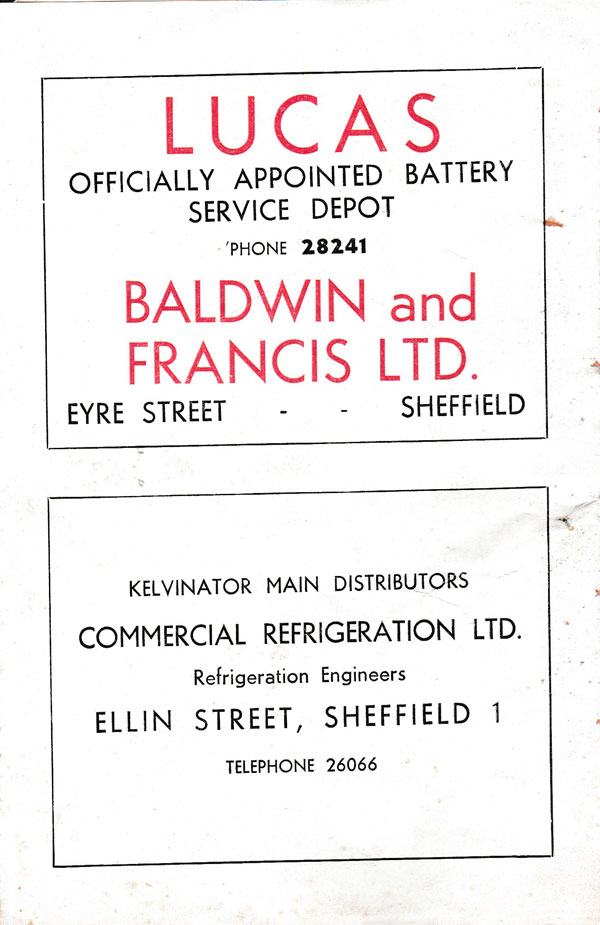 LUCAS
OFFICIALLY APPOINTED BATTERY
SERVICE DEPOT
'PHONE 28241
BALDWIN and
FRANCIS LTD.
EYRE STREET - - SHEFFIELD
KELVINATOR MAIN DISTRIBUTORS
COMMERCIAL REFRIGERATION LTD.
Refrigeration Engineers
ELLIN STREET, SHEFFIELD 1
TELEPHONE 26066